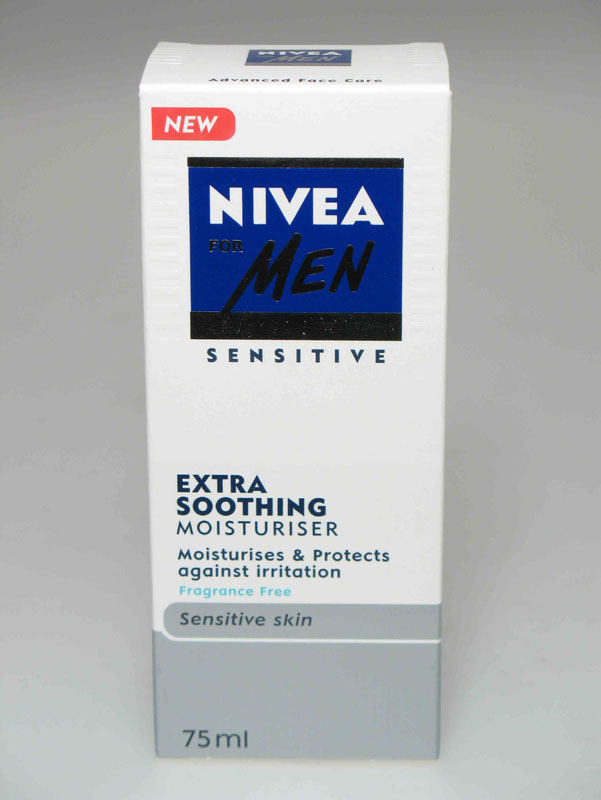 NIVEA
MEN
Advanced Face Care
NEW
NIVEA
FOR
MEN
SENSITIVE
EXTRA
SOOTHING
MOISTURISER
Moisturises & Protects
against irritation
Fragrance Free
Sensitive skin
75ml